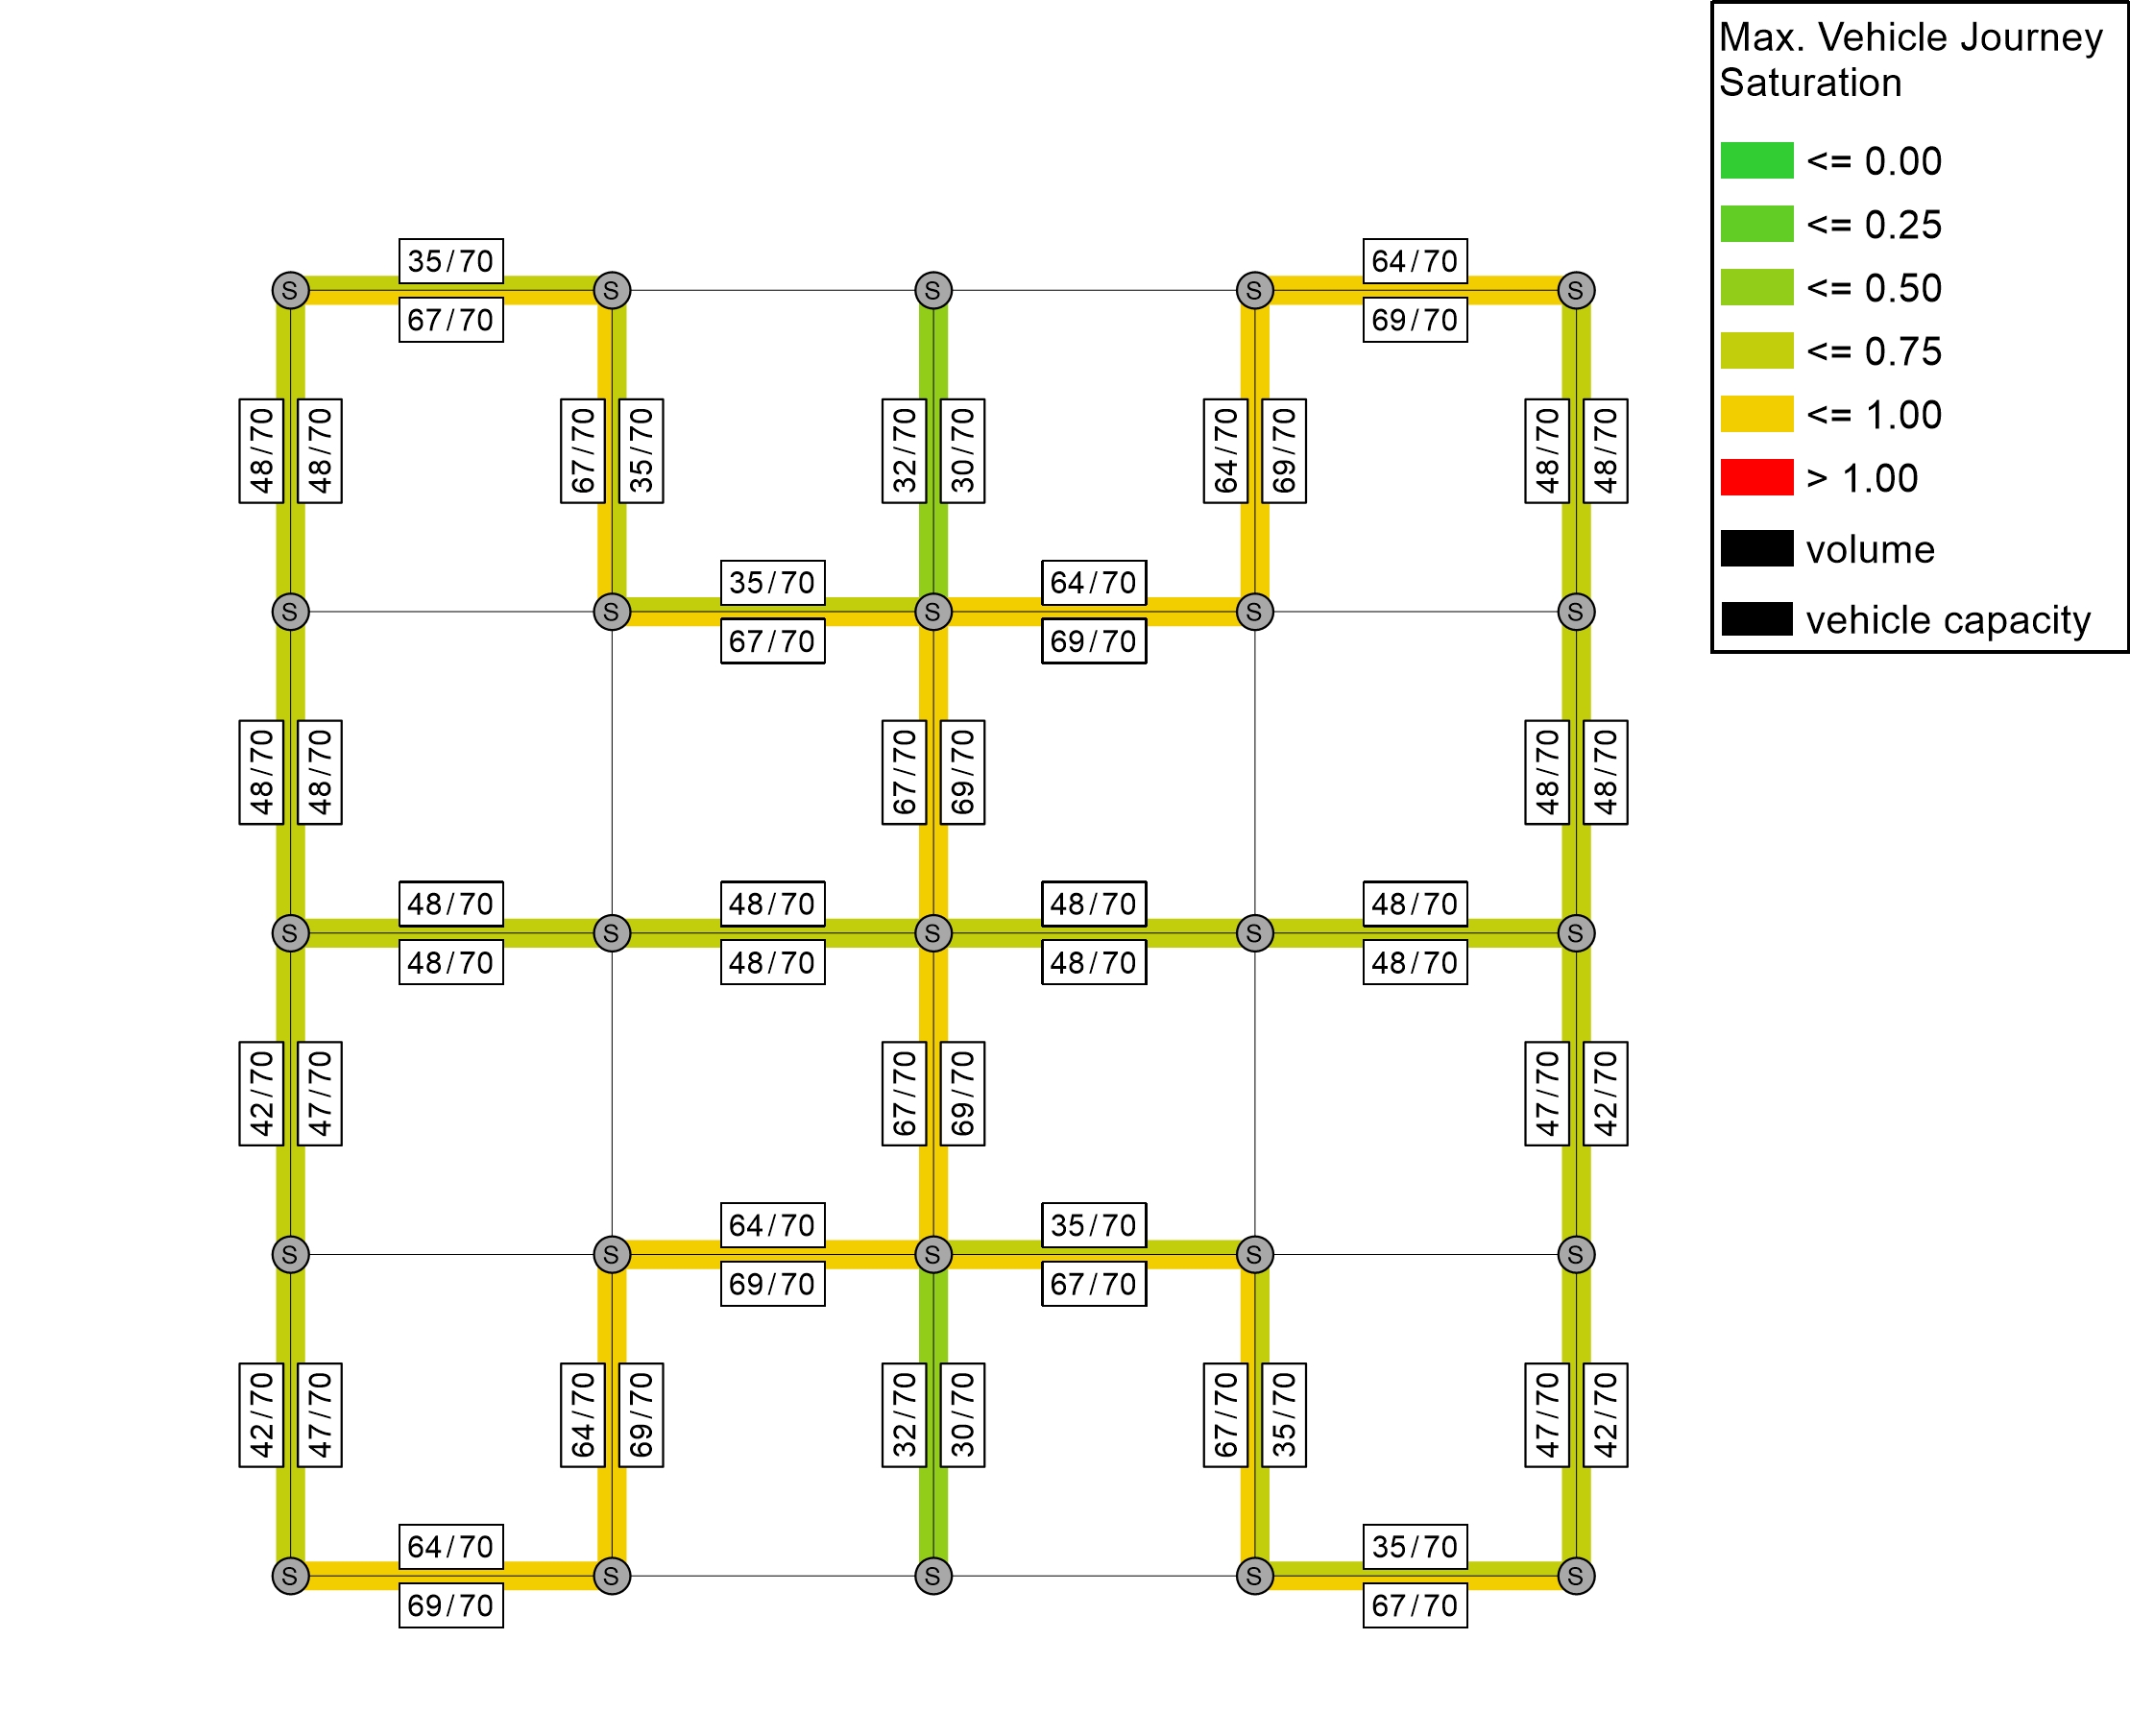 Max. Vehicle Journey
Saturation
<= 0.00
<= 0.25
<= 0.50
<= 0.75
<= 1.00
> 1.00
volume
vehicle capacity
35/70
64/70
S
S
S
S
S
67/70
69/70
48/70
48/70
67/70
35/70
32/70
30/70
64/70
69/70
48/70
48/70
35/70
64/70
S
S
S
S
S
67/70
69/70
48/70
48/70
67/70
69/70
48/70
48/70
48/70
48/70
48/70
48/70
S
S
S
S
S
48/70
48/70
48/70
48/70
42/70
47/70
67/70
69/70
47/70
42/70
64/70
35/70
S
S
S
S
S
69/70
67/70
42/70
47/70
64/70
69/70
32/70
30/70
67/70
35/70
47/70
42/70
64/70
35/70
S
S
S
S
S
69/70
67/70